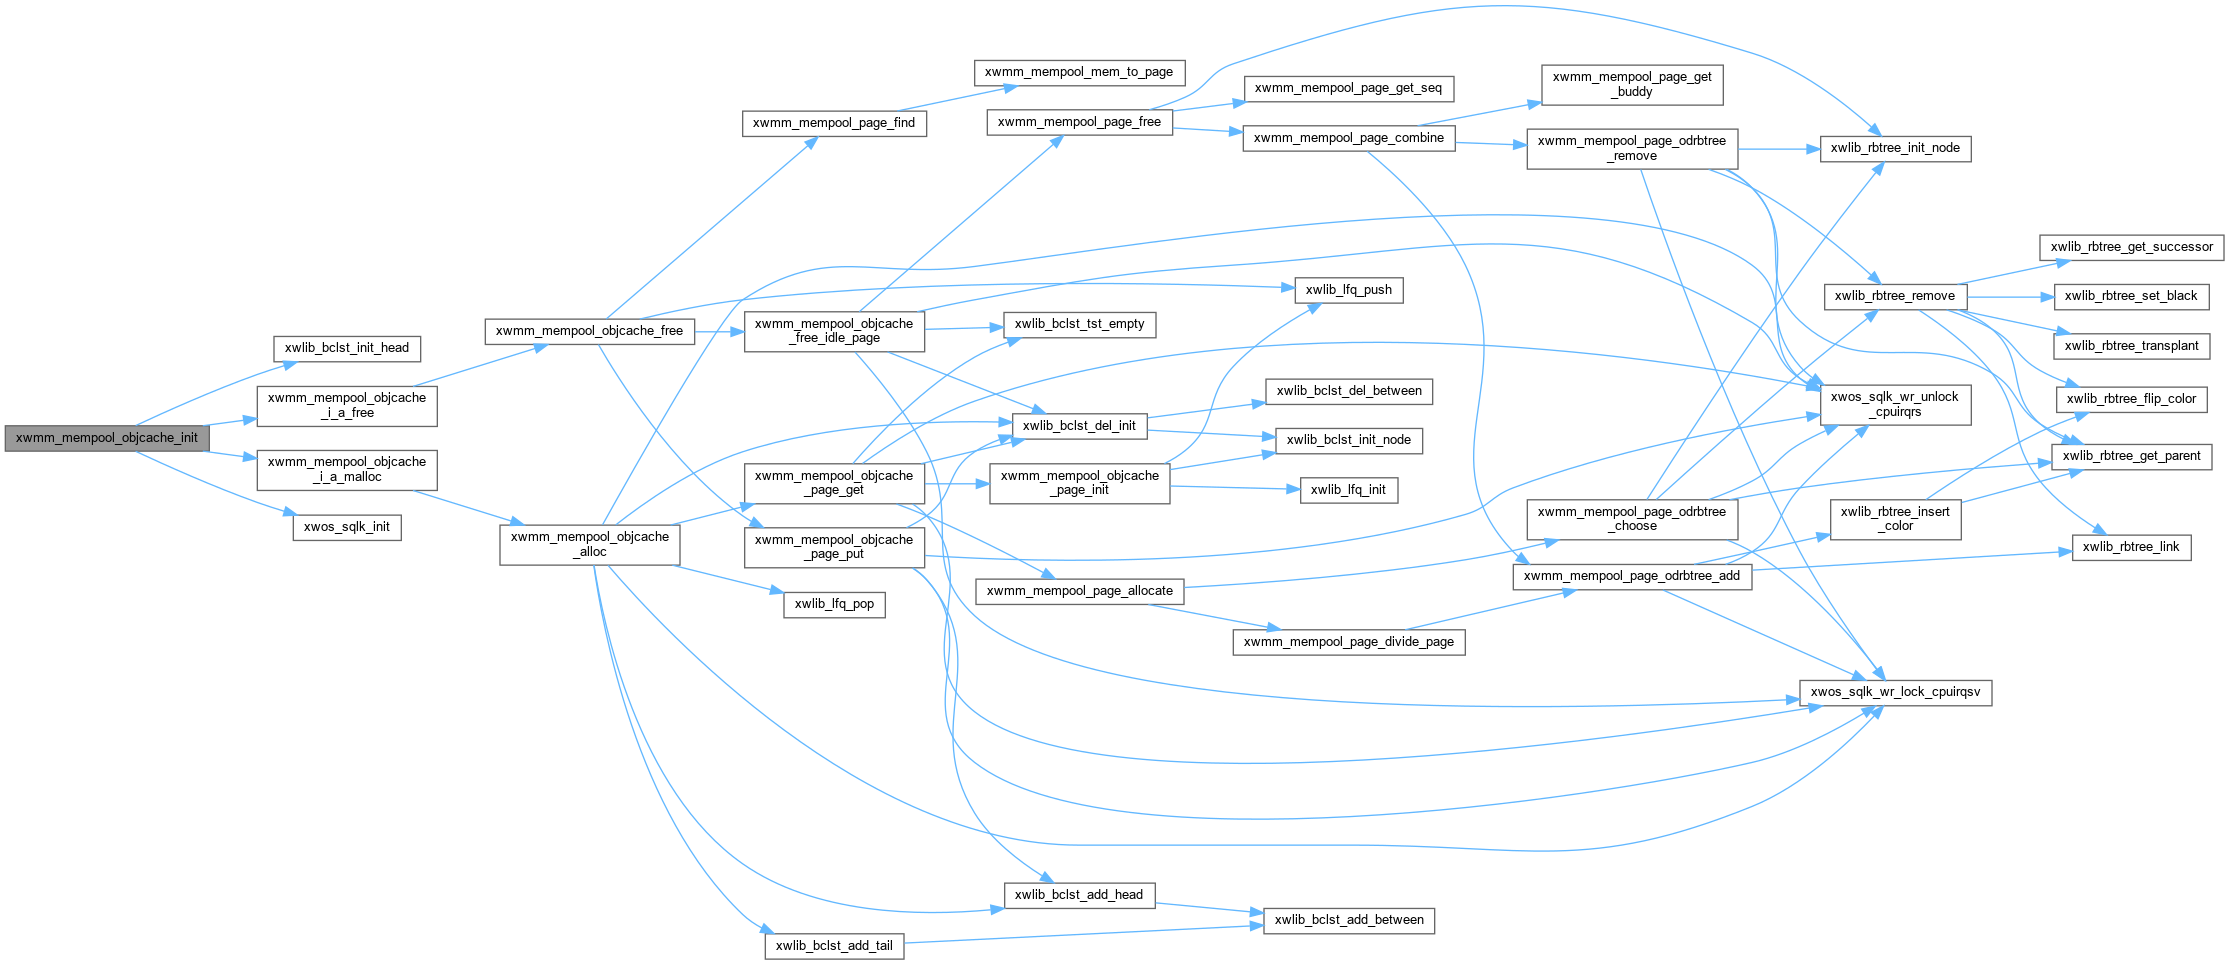 xwmm_mempool_objcache_init
xwlib_bclst_init_head
xwmm_mempool_objcache
_i_a_free
xwmm_mempool_objcache
_i_a_malloc
xwos_sqlk_init
xwmm_mempool_objcache_free
xwmm_mempool_objcache
_alloc
xwmm_mempool_page_find
xwmm_mempool_objcache
_free_idle_page
xwmm_mempool_objcache
_page_get
xwmm_mempool_objcache
_page_put
xwlib_lfq_pop
xwlib_bclst_add_tail
xwmm_mempool_mem_to_page
xwmm_mempool_page_free
xwlib_bclst_tst_empty
xwlib_bclst_del_init
xwmm_mempool_objcache
_page_init
xwmm_mempool_page_allocate
xwlib_bclst_add_head
xwmm_mempool_page_get_seq
xwmm_mempool_page_combine
xwlib_lfq_push
xwlib_bclst_del_between
xwlib_bclst_init_node
xwlib_lfq_init
xwmm_mempool_page_divide_page
xwlib_bclst_add_between
xwmm_mempool_page_get
_buddy
xwmm_mempool_page_odrbtree
_remove
xwmm_mempool_page_odrbtree
_choose
xwmm_mempool_page_odrbtree_add
xwlib_rbtree_init_node
xwlib_rbtree_remove
xwos_sqlk_wr_unlock
_cpuirqrs
xwlib_rbtree_insert
_color
xwos_sqlk_wr_lock_cpuirqsv
xwlib_rbtree_get_successor
xwlib_rbtree_set_black
xwlib_rbtree_transplant
xwlib_rbtree_flip_color
xwlib_rbtree_get_parent
xwlib_rbtree_link